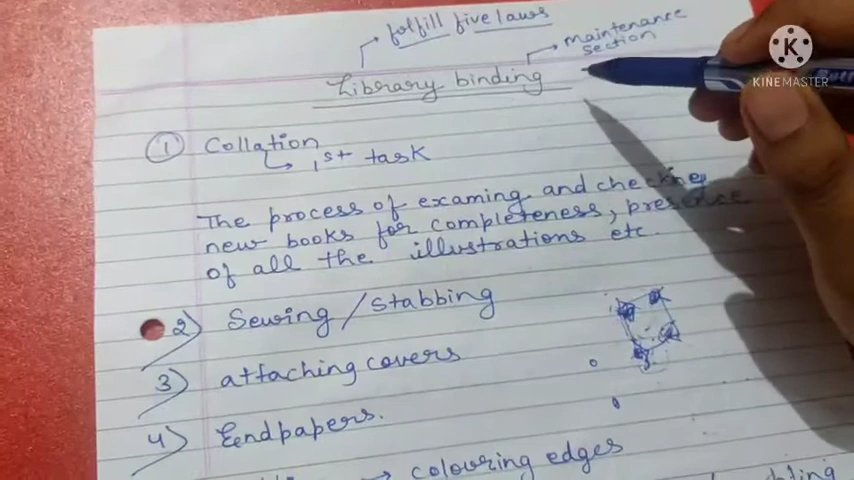 fotfill five laws
maintenance
section
Library binding
KINEMASTER
1 Collation
1st task
The process of examing and checking
new books for completeness, presence
of all the illustrations etc.
2) Sewing / stabbing
3) attaching covers
4) Endpapers.
colouring edges